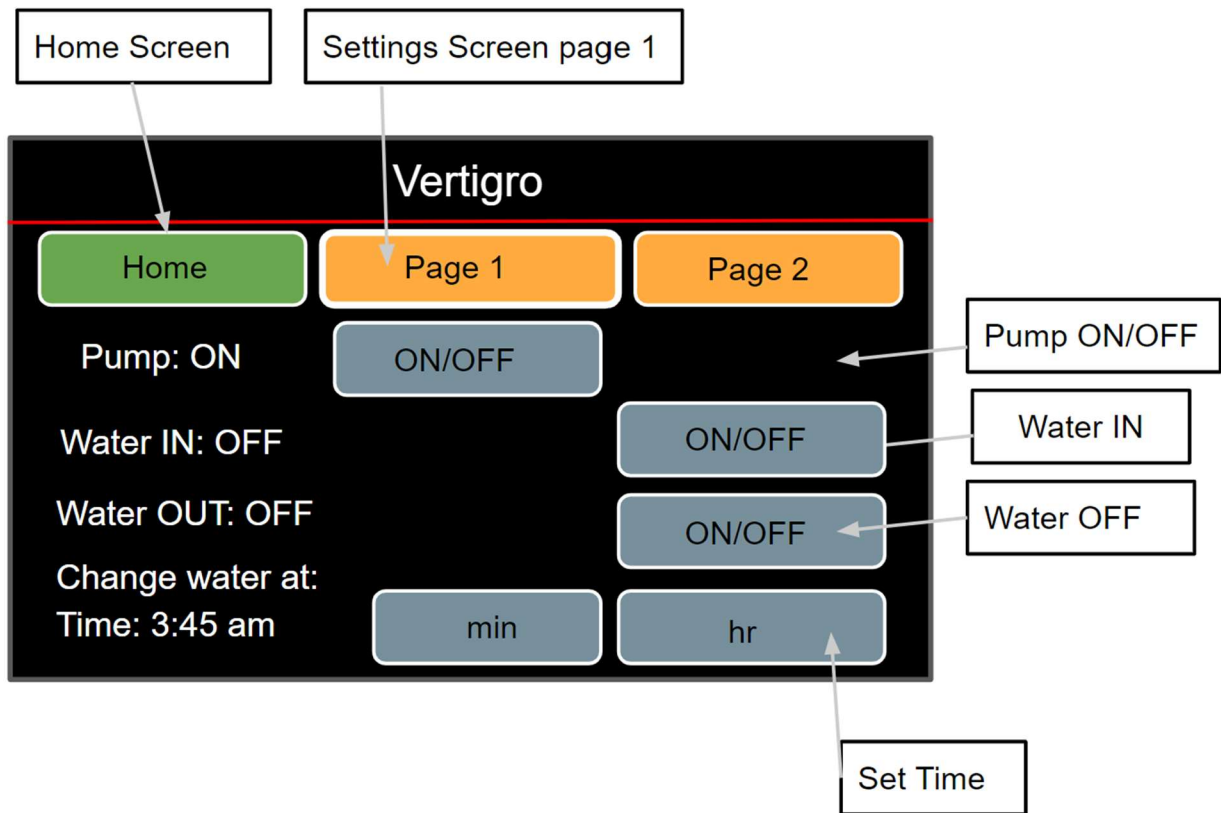 Home Screen
Settings Screen page 1
Vertigro
Home
Page 1
Page 2
Pump: ON
ON/OFF
Pump ON/OFF
Water IN: OFF
ON/OFF
Water IN
Water OUT: OFF
ON/OFF
Water OFF
Change water at:
Time: 3:45 am
min
hr
Set Time